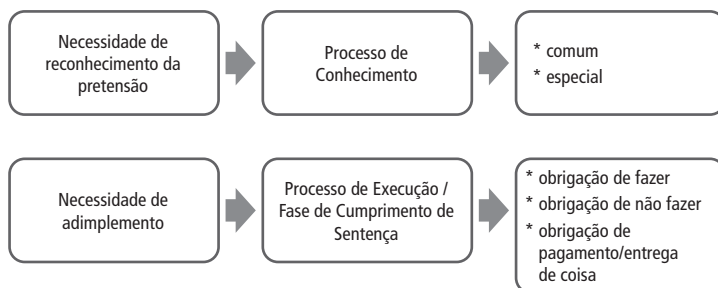 Necessidade de
reconhecimento da
pretensão
Processo de
Conhecimento
* comum
* especial
Necessidade de
adimplemento
Processo de Execução /
Fase de Cumprimento de
Sentença
* obrigação de fazer
* obrigação de não fazer
* obrigação de
pagamento/entrega
de coisa